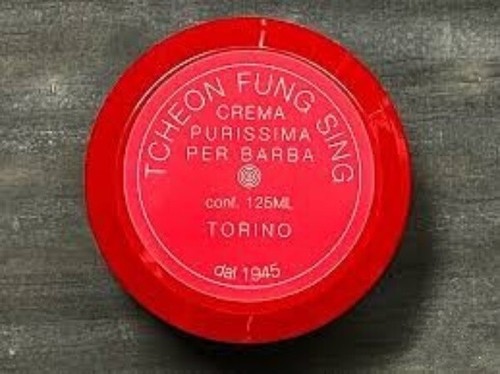 TCHEON FUNG SING
CREMA
PURISSIMA
PER BARBA
conf. 125ML
TORINO
dal 1945